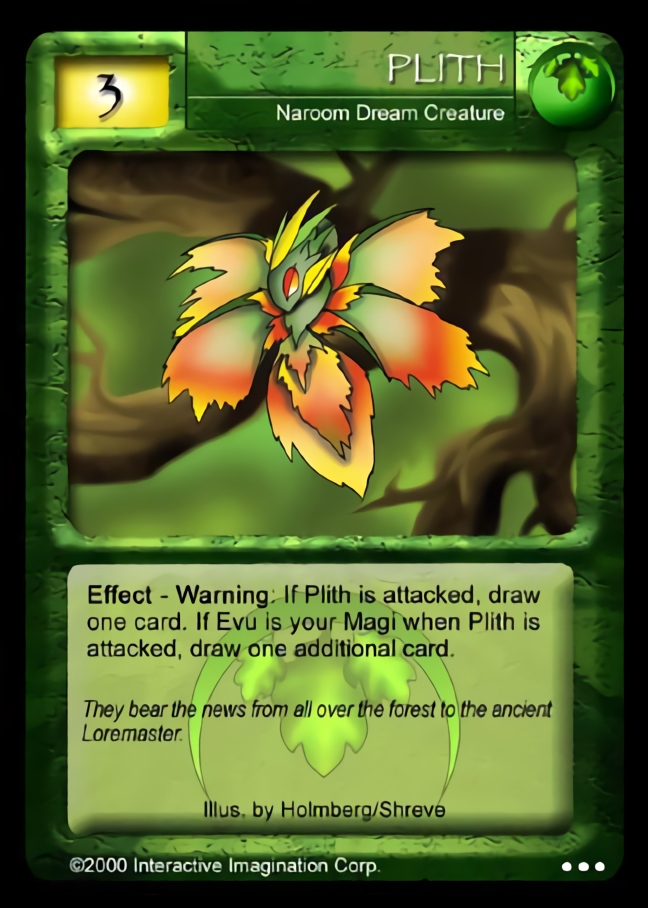 3
PLITH
Naroom Dream Creature
Effect - Warning: If Plith is attacked, draw
one card. If Evu is your Magi when Plith is
attacked, draw one additional card.
They bear the news from all over the forest to the ancient
Loremaster.
Illus. by Holmberg/Shreve
©2000 Interactive Imagination Corp.